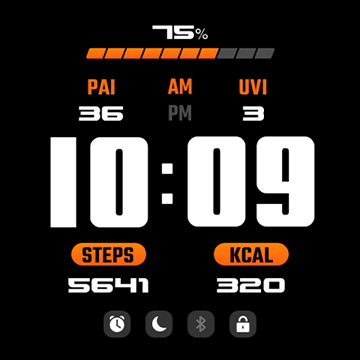 75%
PAI AM UVI
36 PM 3
10:09
STEPS KCAL
5641 320